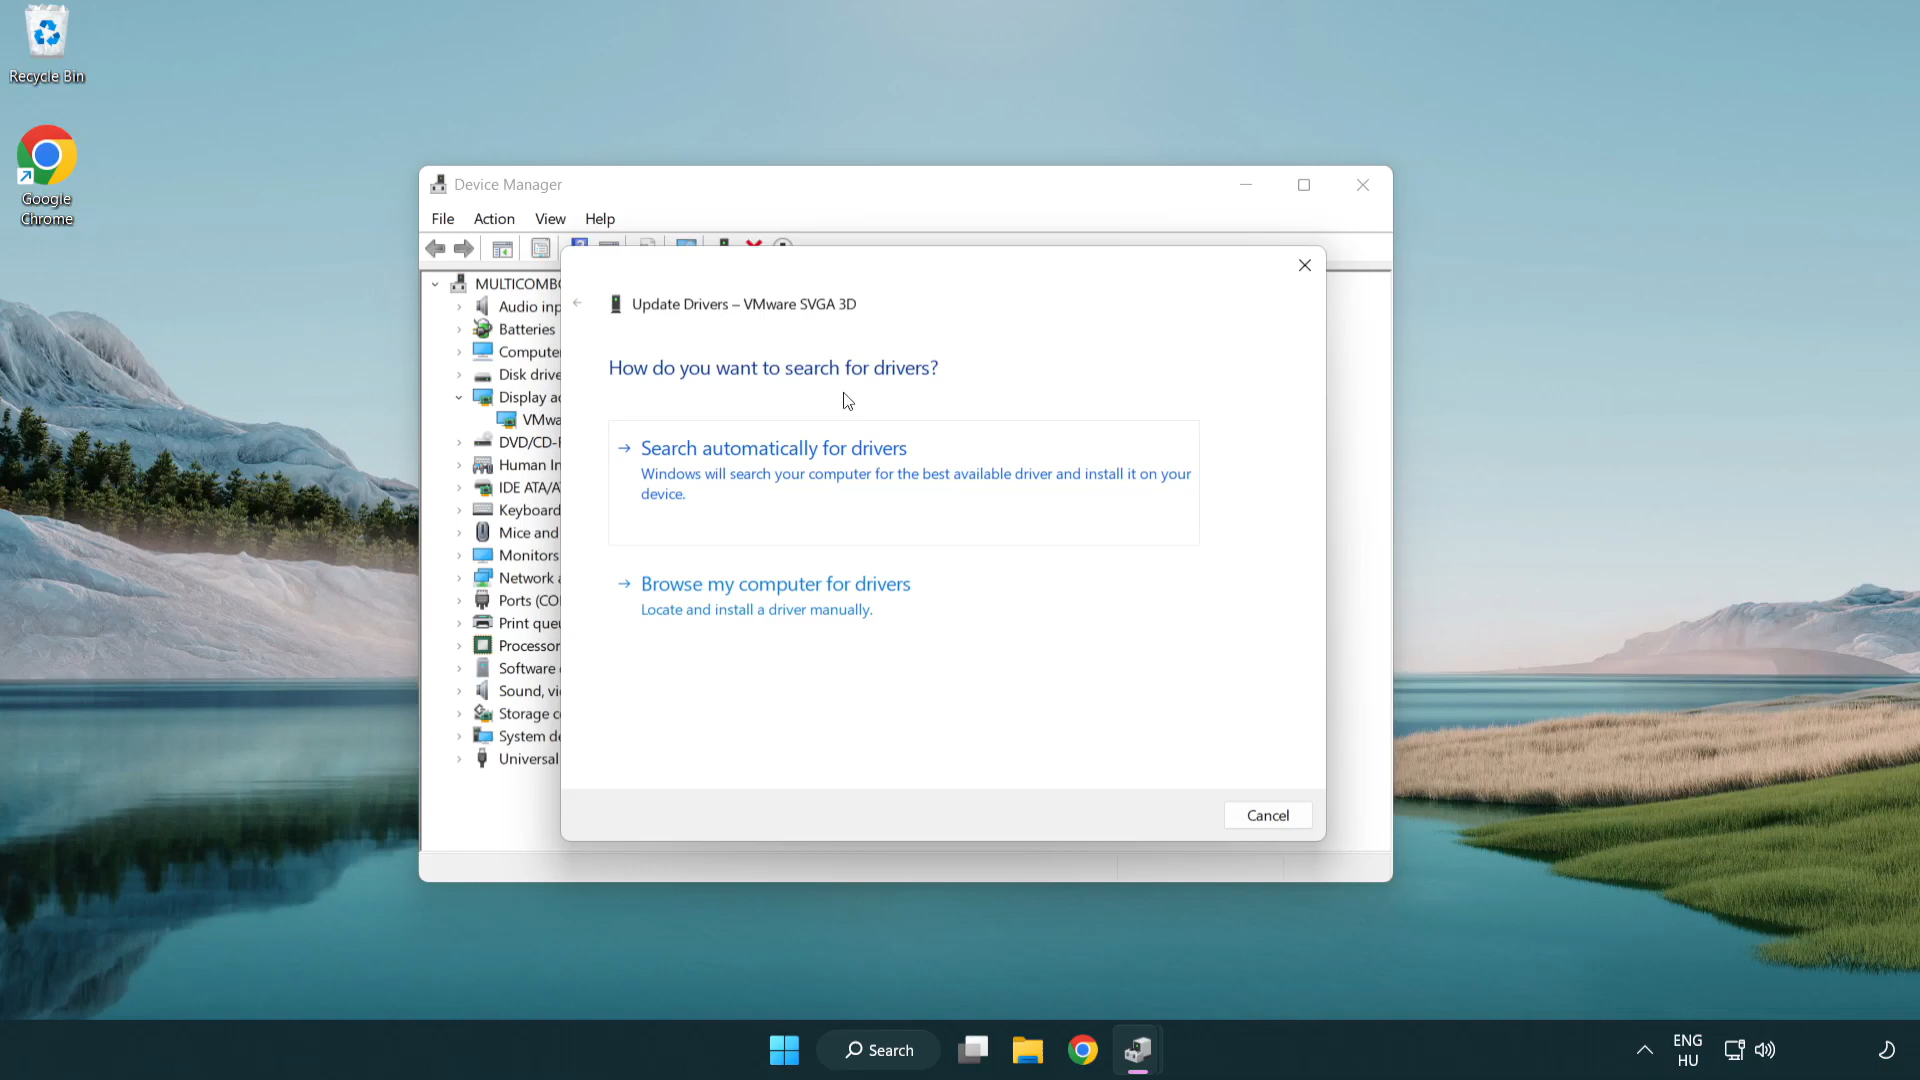 Recycle Bin
Google
Chrome
Device Manager
File Action View Help
MULTICOMBO
Audio inp
Batteries
Compute
Disk drive
Display ad
VMwa
DVD/CD-R
Human In
IDE ATA/A
Keyboard
Mice and
Monitors
Network a
Ports (CO
Print queu
Processor
Software
Sound, vi
Storage c
System de
Universal
Update Drivers – VMware SVGA 3D
How do you want to search for drivers?
→ Search automatically for drivers
Windows will search your computer for the best available driver and install it on your
device.
→ Browse my computer for drivers
Locate and install a driver manually.
Cancel
Search
ENG
HU